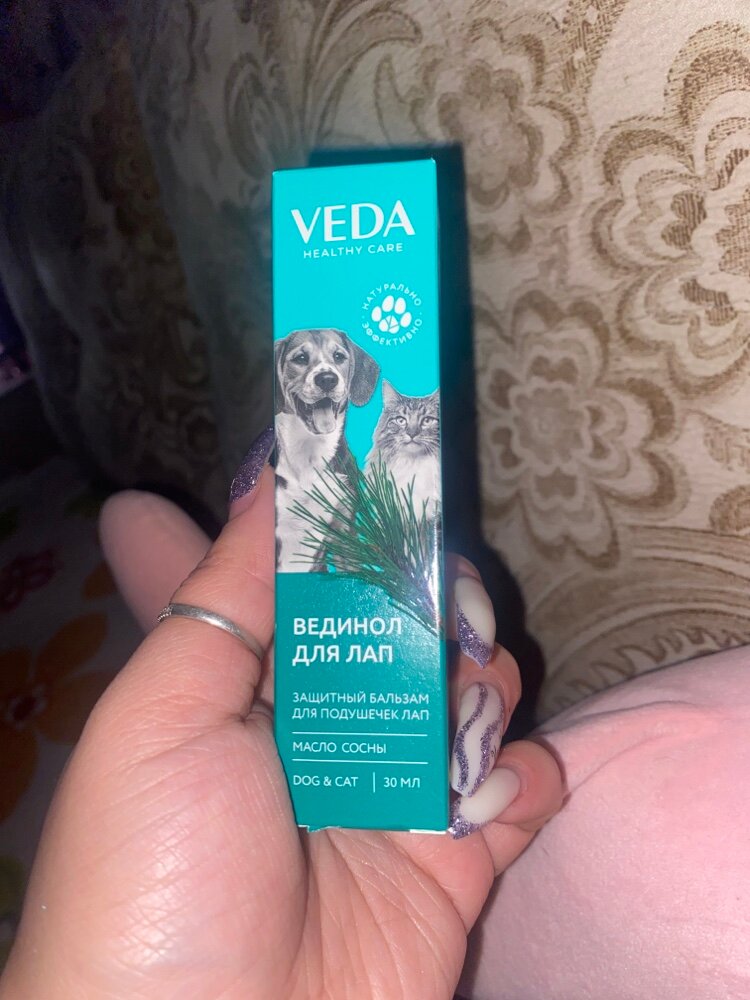 VEDA
HEALTHY CARE
НАТУРАЛЬНО
ЭФФЕКТИВНО
ВЕДИНОЛ
ДЛЯ ЛАП
ЗАЩИТНЫЙ БАЛЬЗАМ
ДЛЯ ПОДУШЕЧЕК ЛАП
МАСЛО СОСНЫ
DOG & CAT | 30 МЛ